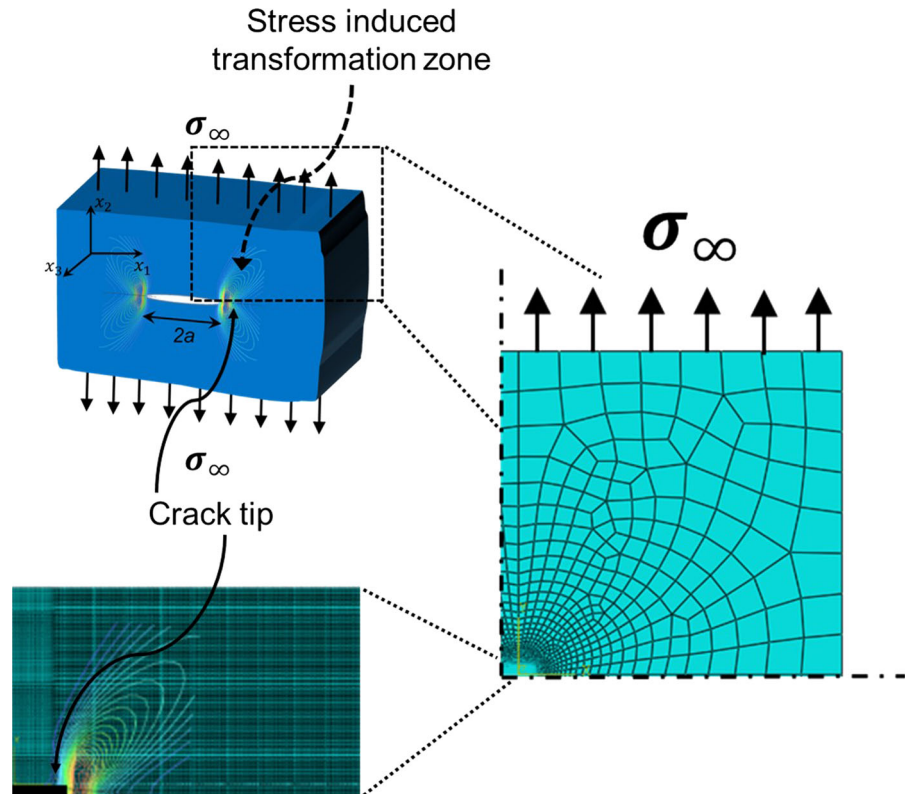 Stress induced
transformation zone
σ∞
x₂
x₃
x₁
2a
σ∞
Crack tip
σ∞